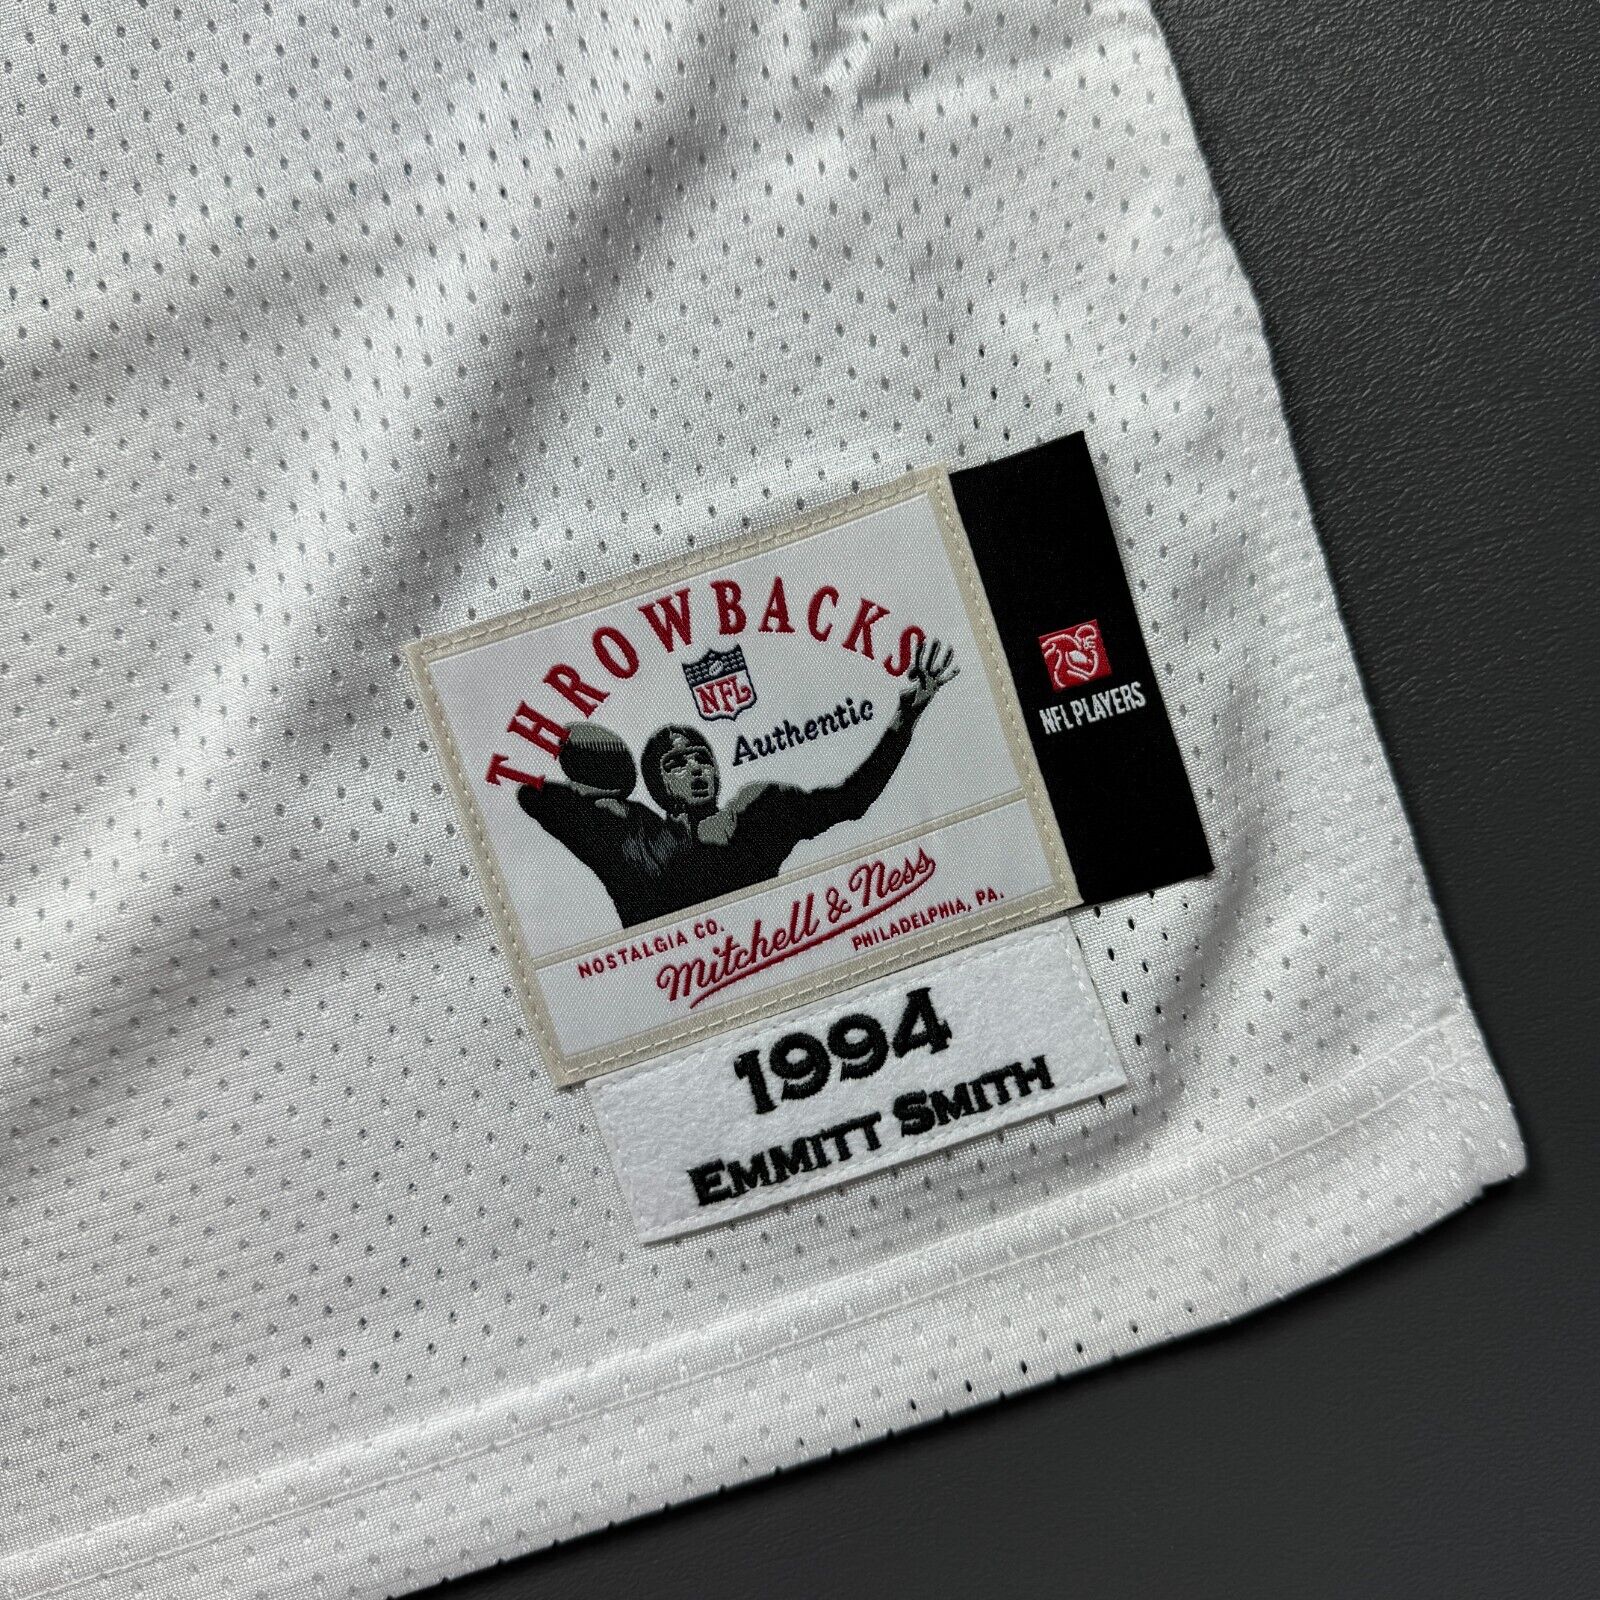 THROWBACKS
NFL
Authentic
NFL PLAYERS
NOSTALGIA CO.
Mitchell & Ness
PHILADELPHIA, PA.
1994
EMMITT SMITH